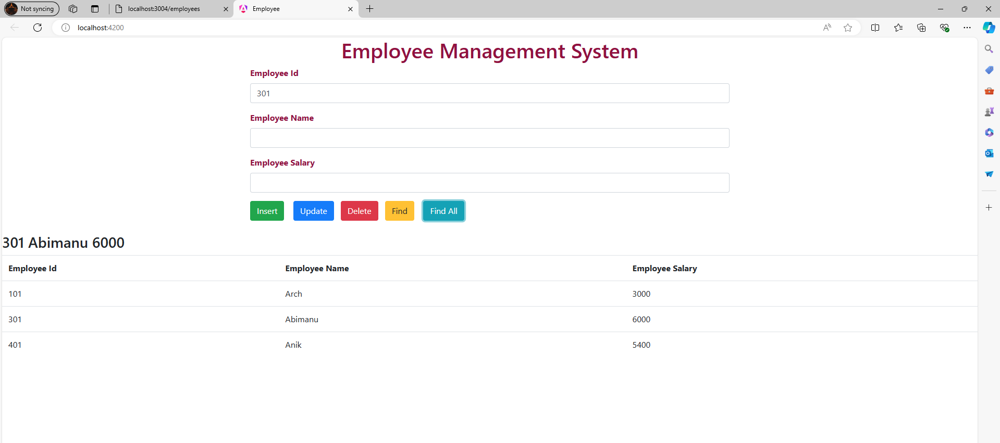 Not syncing
localhost:3004/employees
Employee
localhost:4200
Employee Management System
Employee Id
301
Employee Name
Employee Salary
Insert Update Delete Find Find All
301 Abimanu 6000
Employee Id Employee Name Employee Salary
101 Arch 3000
301 Abimanu 6000
401 Anik 5400